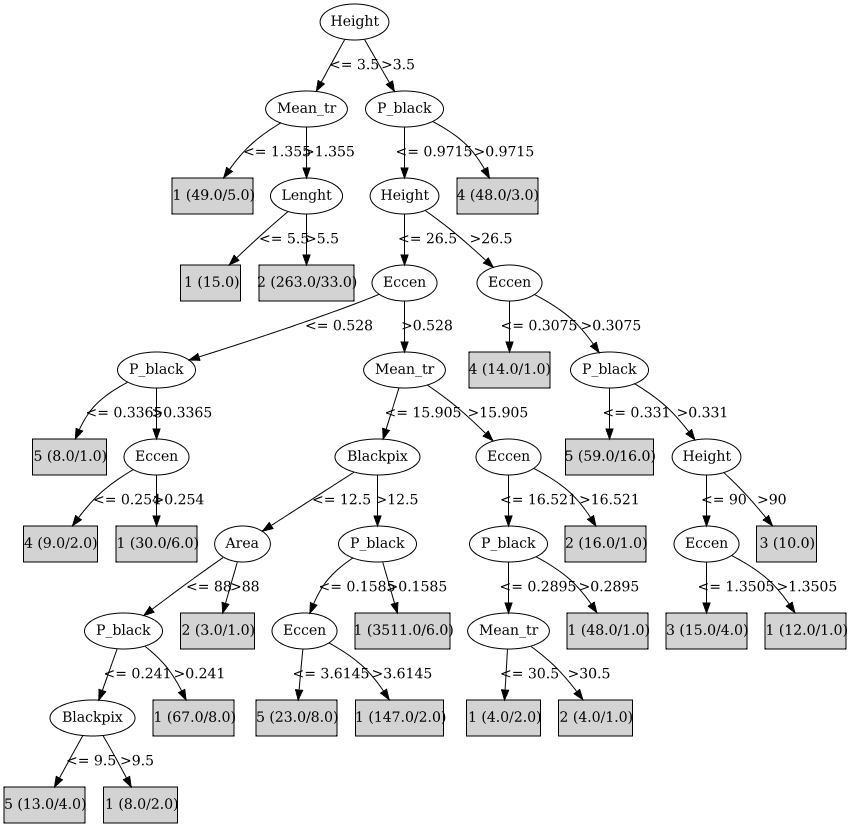 Height
<= 3.5 >3.5
Mean_tr P_black
<= 1.355 >1.355 <= 0.9715 >0.9715
1 (49.0/5.0) Lenght Height 4 (48.0/3.0)
<= 5.5 >5.5 <= 26.5 >26.5
1 (15.0) 2 (263.0/33.0) Eccen Eccen
<= 0.528 >0.528 <= 0.3075 >0.3075
P_black Mean_tr 4 (14.0/1.0) P_black
<= 0.3365 >0.3365 <= 15.905 >15.905 <= 0.331 >0.331
5 (8.0/1.0) Eccen Blackpix Eccen 5 (59.0/16.0) Height
<= 0.254 >0.254 <= 12.5 >12.5 <= 16.521 >16.521 <= 90 >90
4 (9.0/2.0) 1 (30.0/6.0) Area P_black P_black 2 (16.0/1.0) Eccen 3 (10.0)
<= 88 >88 <= 0.1585 >0.1585 <= 0.2895 >0.2895 <= 1.3505 >1.3505
P_black 2 (3.0/1.0) Eccen 1 (3511.0/6.0) Mean_tr 1 (48.0/1.0) 3 (15.0/4.0) 1 (12.0/1.0)
<= 0.241 >0.241 <= 3.6145 >3.6145 <= 30.5 >30.5
Blackpix 1 (67.0/8.0) 5 (23.0/8.0) 1 (147.0/2.0) 1 (4.0/2.0) 2 (4.0/1.0)
<= 9.5 >9.5
5 (13.0/4.0) 1 (8.0/2.0)